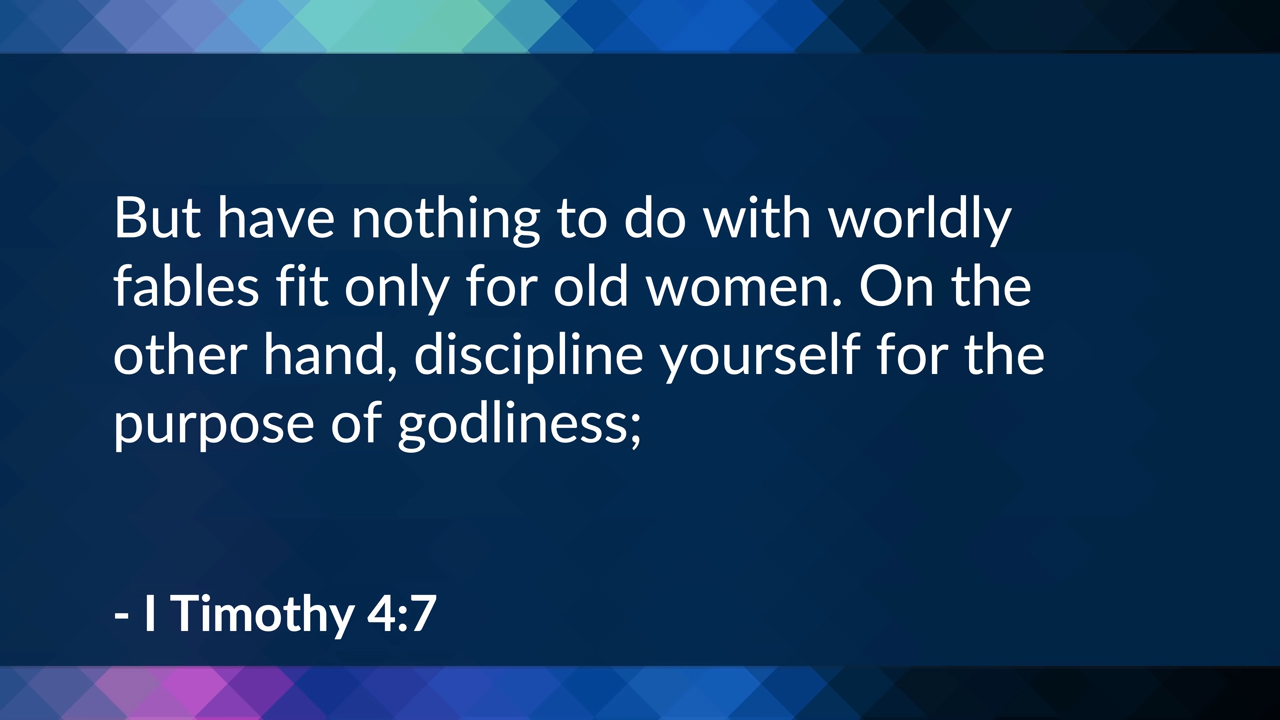 But have nothing to do with worldly
fables fit only for old women. On the
other hand, discipline yourself for the
purpose of godliness;
- I Timothy 4:7